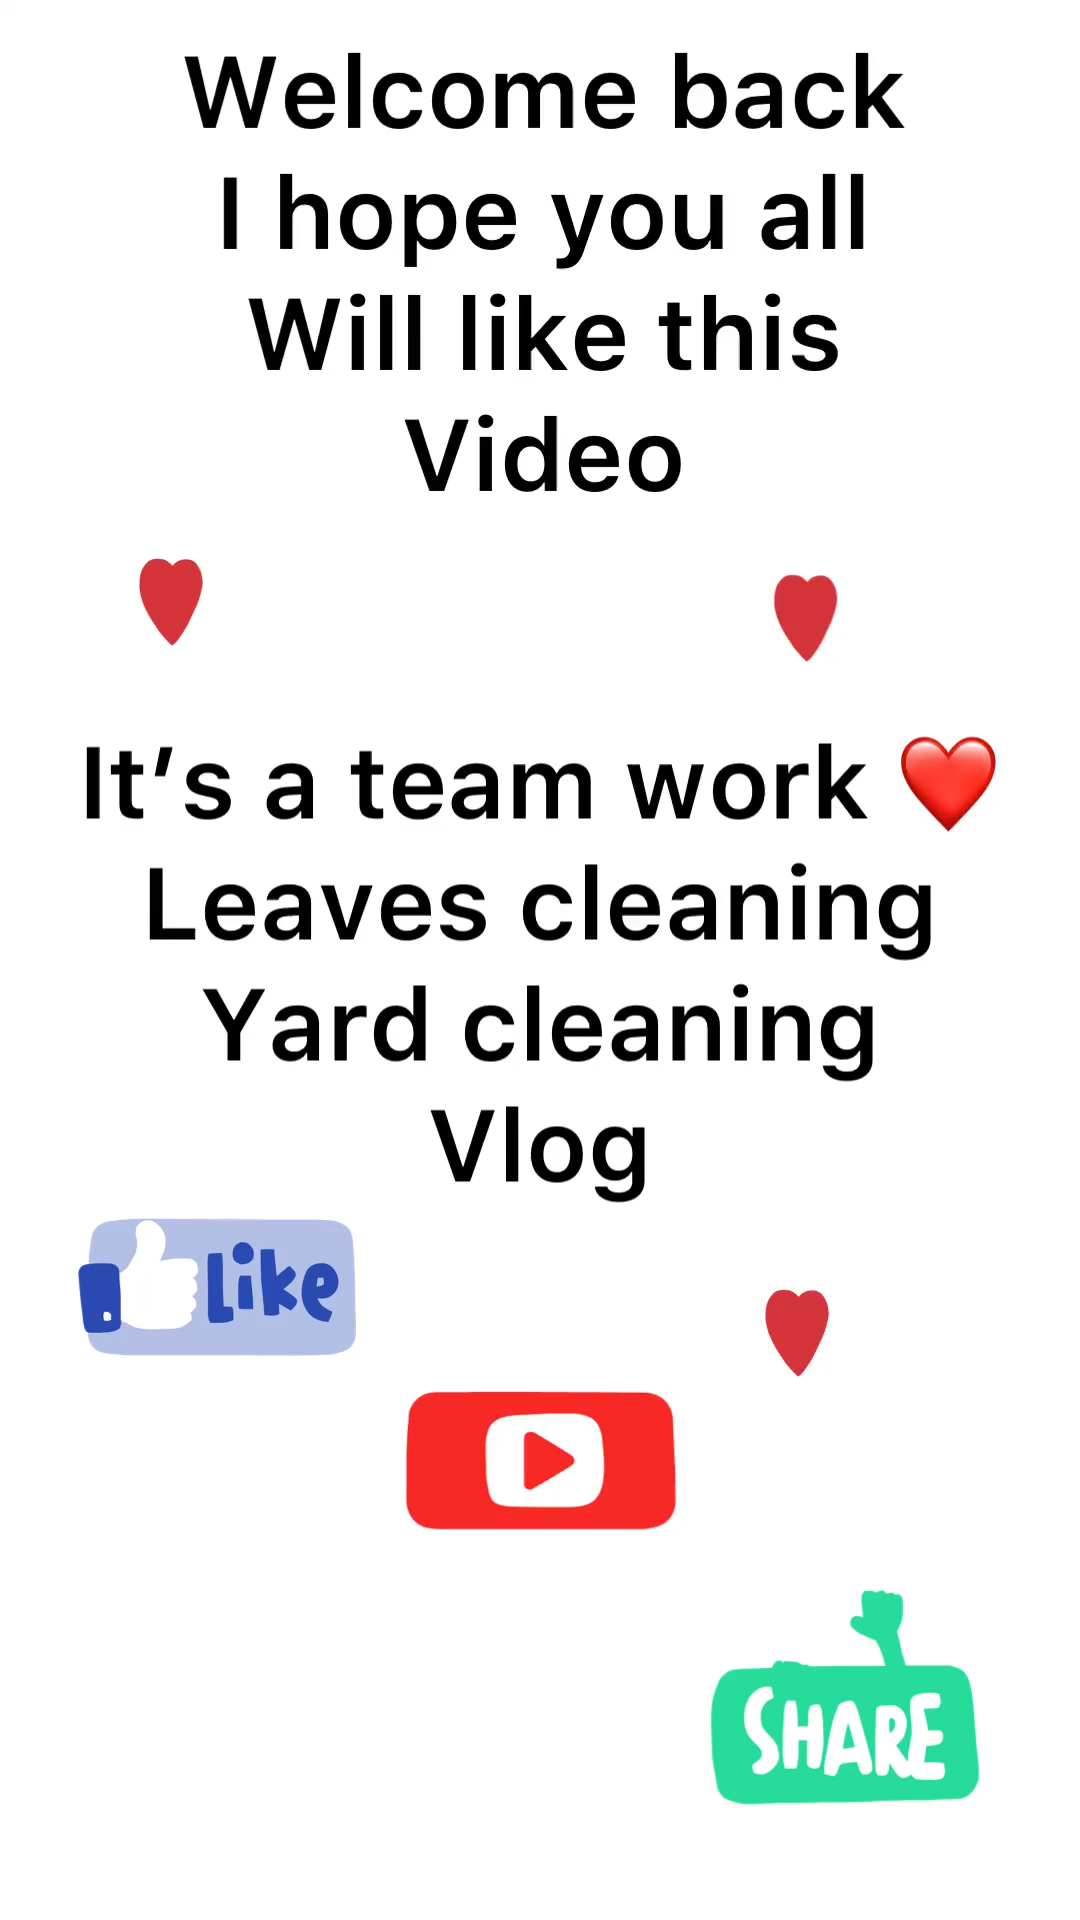 Welcome back
I hope you all
Will like this
Video
It’s a team work ❤️
Leaves cleaning
Yard cleaning
Vlog
Like
SHARE